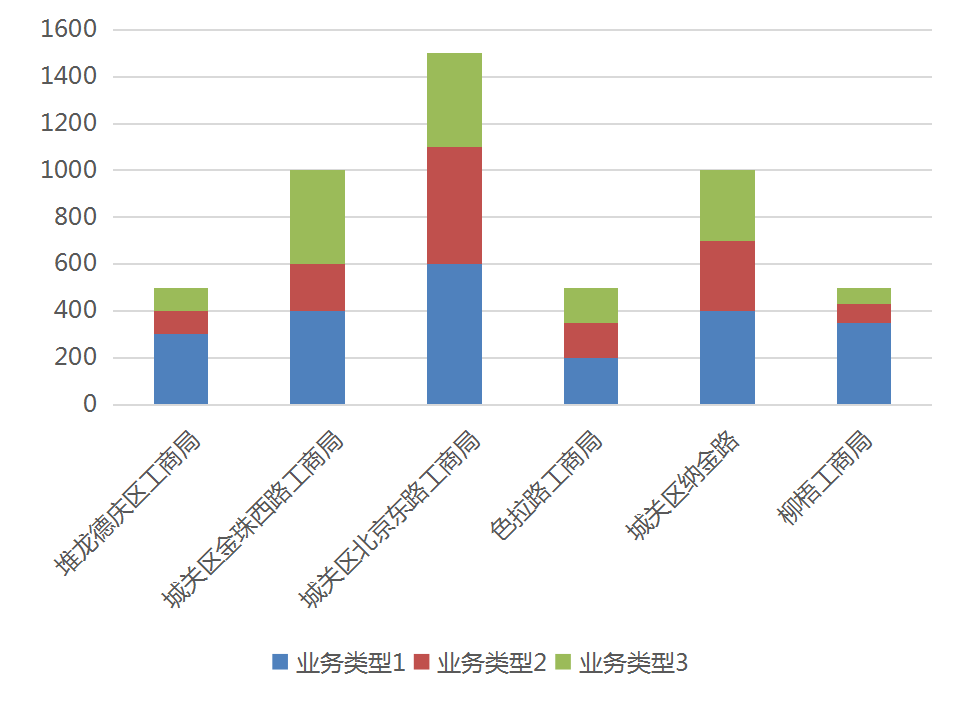 1600
1400
1200
1000
800
600
400
200
0
堆龙德庆区工商局
城关区金珠西路工商局
城关区北京东路工商局
色拉路工商局
城关区纳金路
柳梧工商局
业务类型1 业务类型2 业务类型3